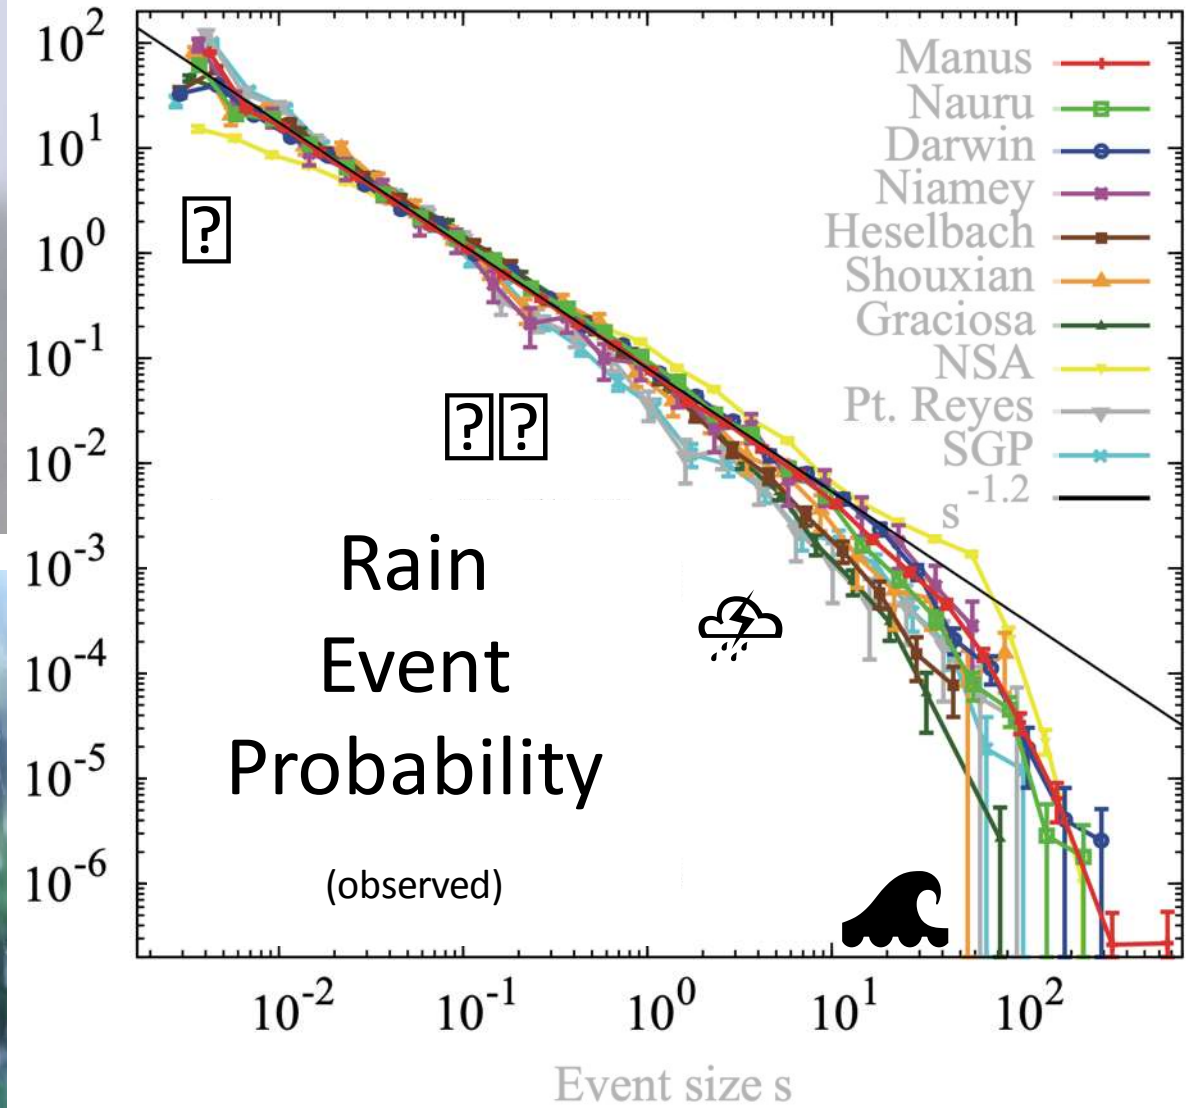 10^2
10^1
10^0
10^-1
10^-2
10^-3
10^-4
10^-5
10^-6
Manus
Nauru
Darwin
Niamey
Heselbach
Shouxian
Graciosa
NSA
Pt. Reyes
SGP
s^-1.2
?
??
Rain
Event
Probability
(observed)
10^-2 10^-1 10^0 10^1 10^2
Event size s